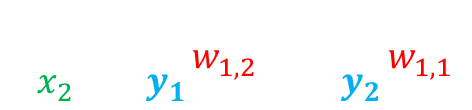 w₁,₂ w₁,₁
x₂ y₁ y₂